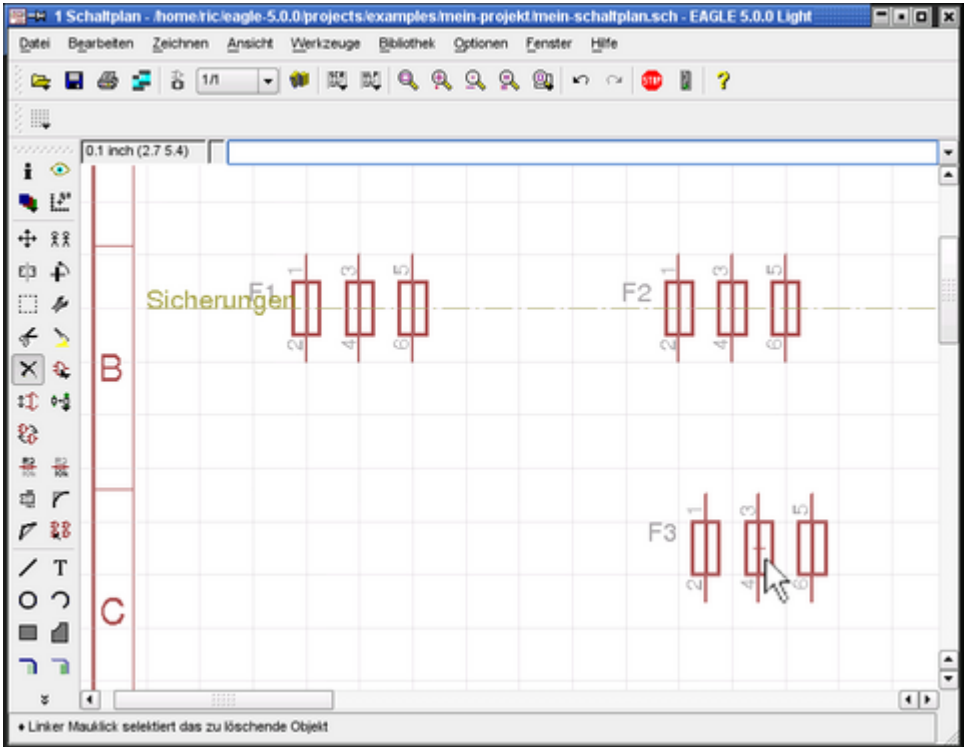 1 Schaltplan - /home/ric/eagle-5.0.0/projects/examples/mein-projekt/mein-schaltplan.sch - EAGLE 5.0.0 Light
Datei Bearbeiten Zeichnen Ansicht Werkzeuge Bibliothek Optionen Fenster Hilfe
1/1 STOP ?
0.1 inch (2.7 5.4)
1 3 5 1 3 5
Sicherungen F1 F2
2 4 6 2 4 6
B
1 3 5
F3
2 4 6
T
C
• Linker Mauklick selektiert das zu löschende Objekt